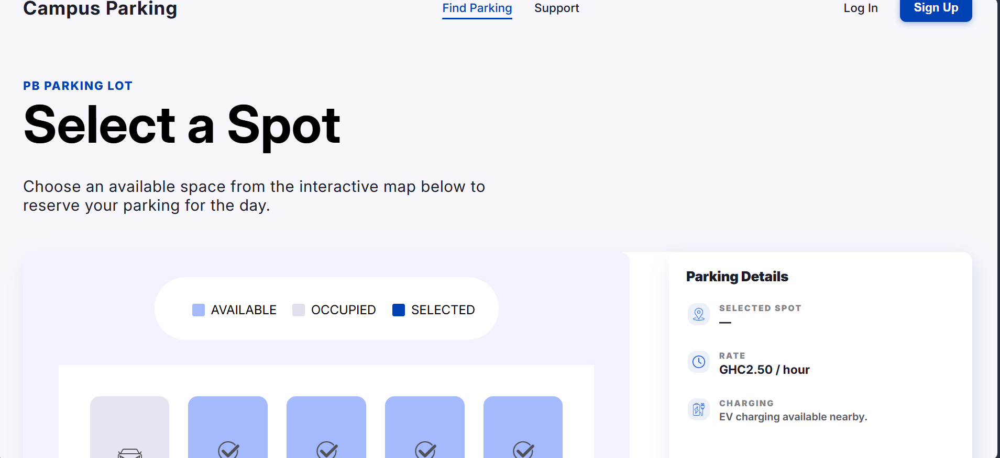 Campus Parking
Find Parking
Support
Log In
Sign Up
PB PARKING LOT
Select a Spot
Choose an available space from the interactive map below to
reserve your parking for the day.
AVAILABLE
OCCUPIED
SELECTED
Parking Details
SELECTED SPOT
—
RATE
GHC2.50 / hour
CHARGING
EV charging available nearby.